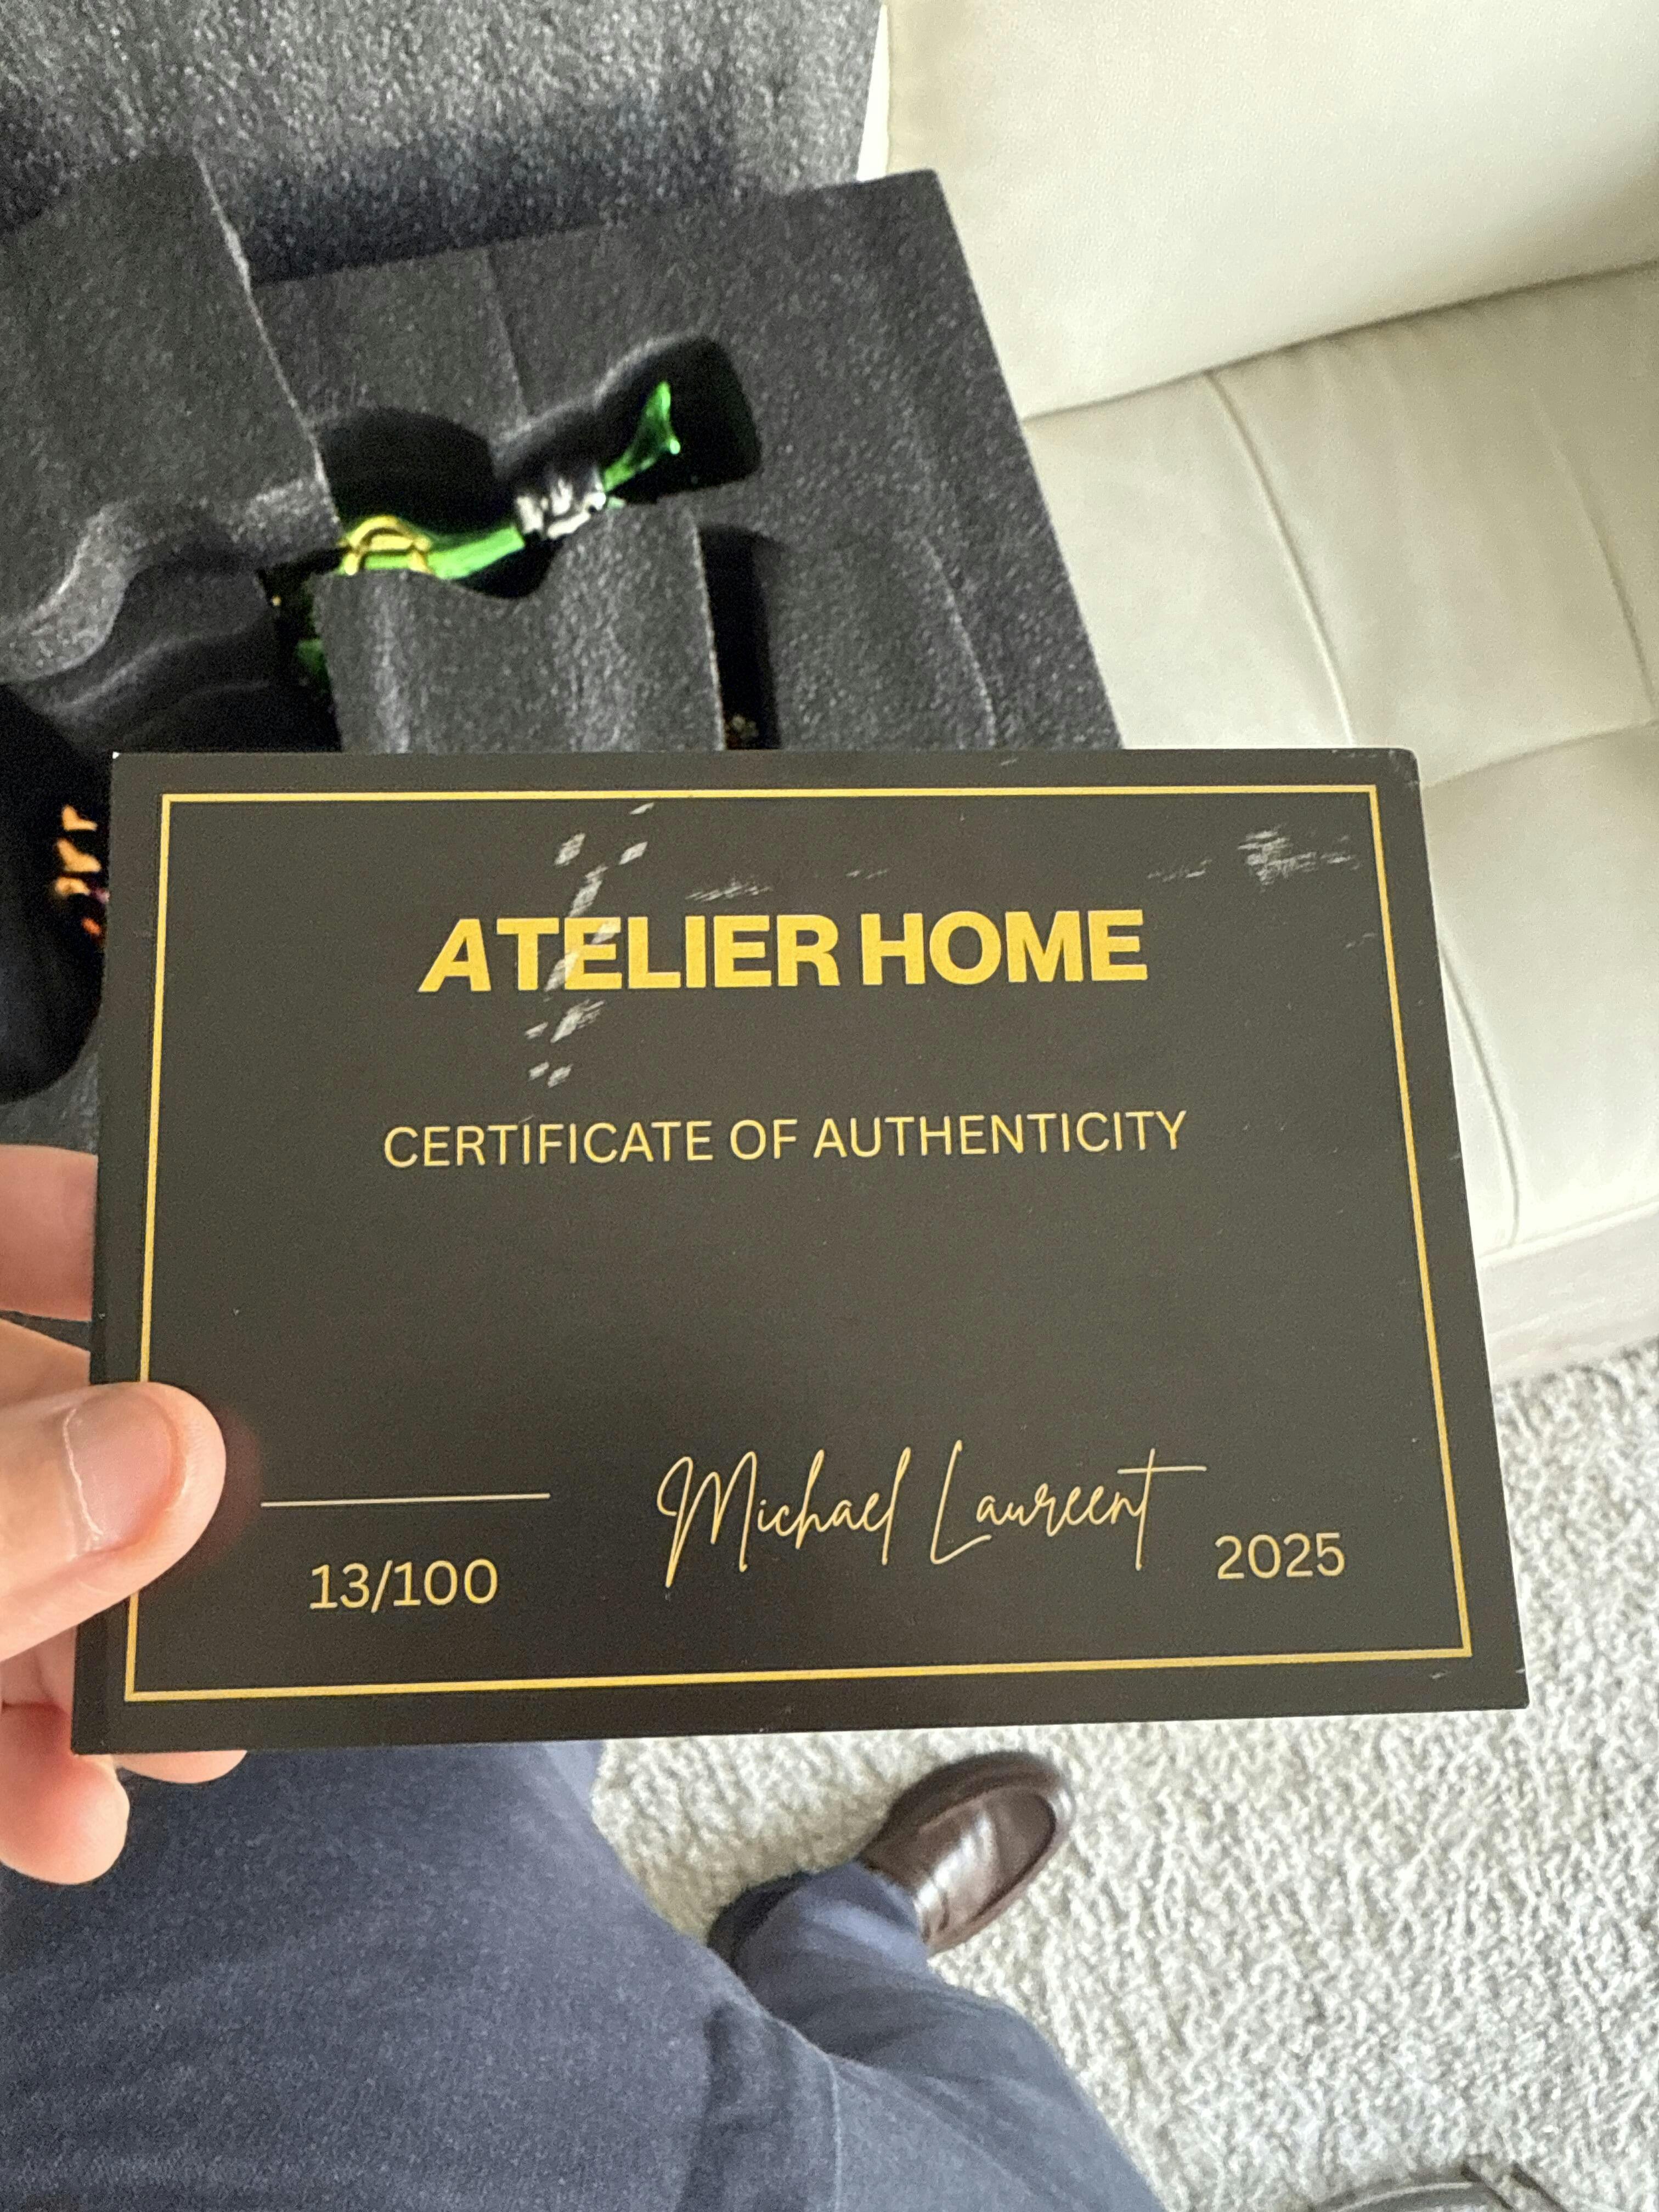 ATELIER HOME
CERTIFICATE OF AUTHENTICITY
13/100
Michael Laureent
2025